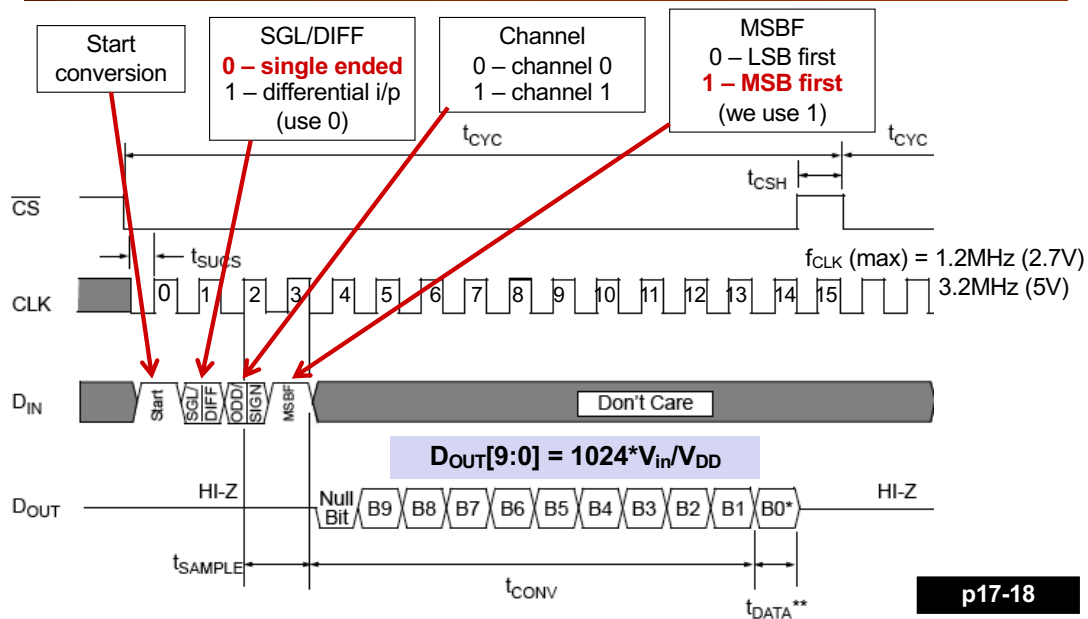 Start
conversion
SGL/DIFF
0 – single ended
1 – differential i/p
(use 0)
Channel
0 – channel 0
1 – channel 1
MSBF
0 – LSB first
1 – MSB first
(we use 1)
tCYC
tCYC
tCSH
CS
tSUCS
fCLK (max) = 1.2MHz (2.7V)
3.2MHz (5V)
CLK
0 1 2 3 4 5 6 7 8 9 10 11 12 13 14 15
DIN
Start
SGL/
DIFF
ODD/
SIGN
MSBF
Don't Care
DOUT[9:0] = 1024*Vin/VDD
HI-Z
HI-Z
DOUT
Null
Bit
B9 B8 B7 B6 B5 B4 B3 B2 B1 B0*
tSAMPLE
tCONV
tDATA**
p17-18